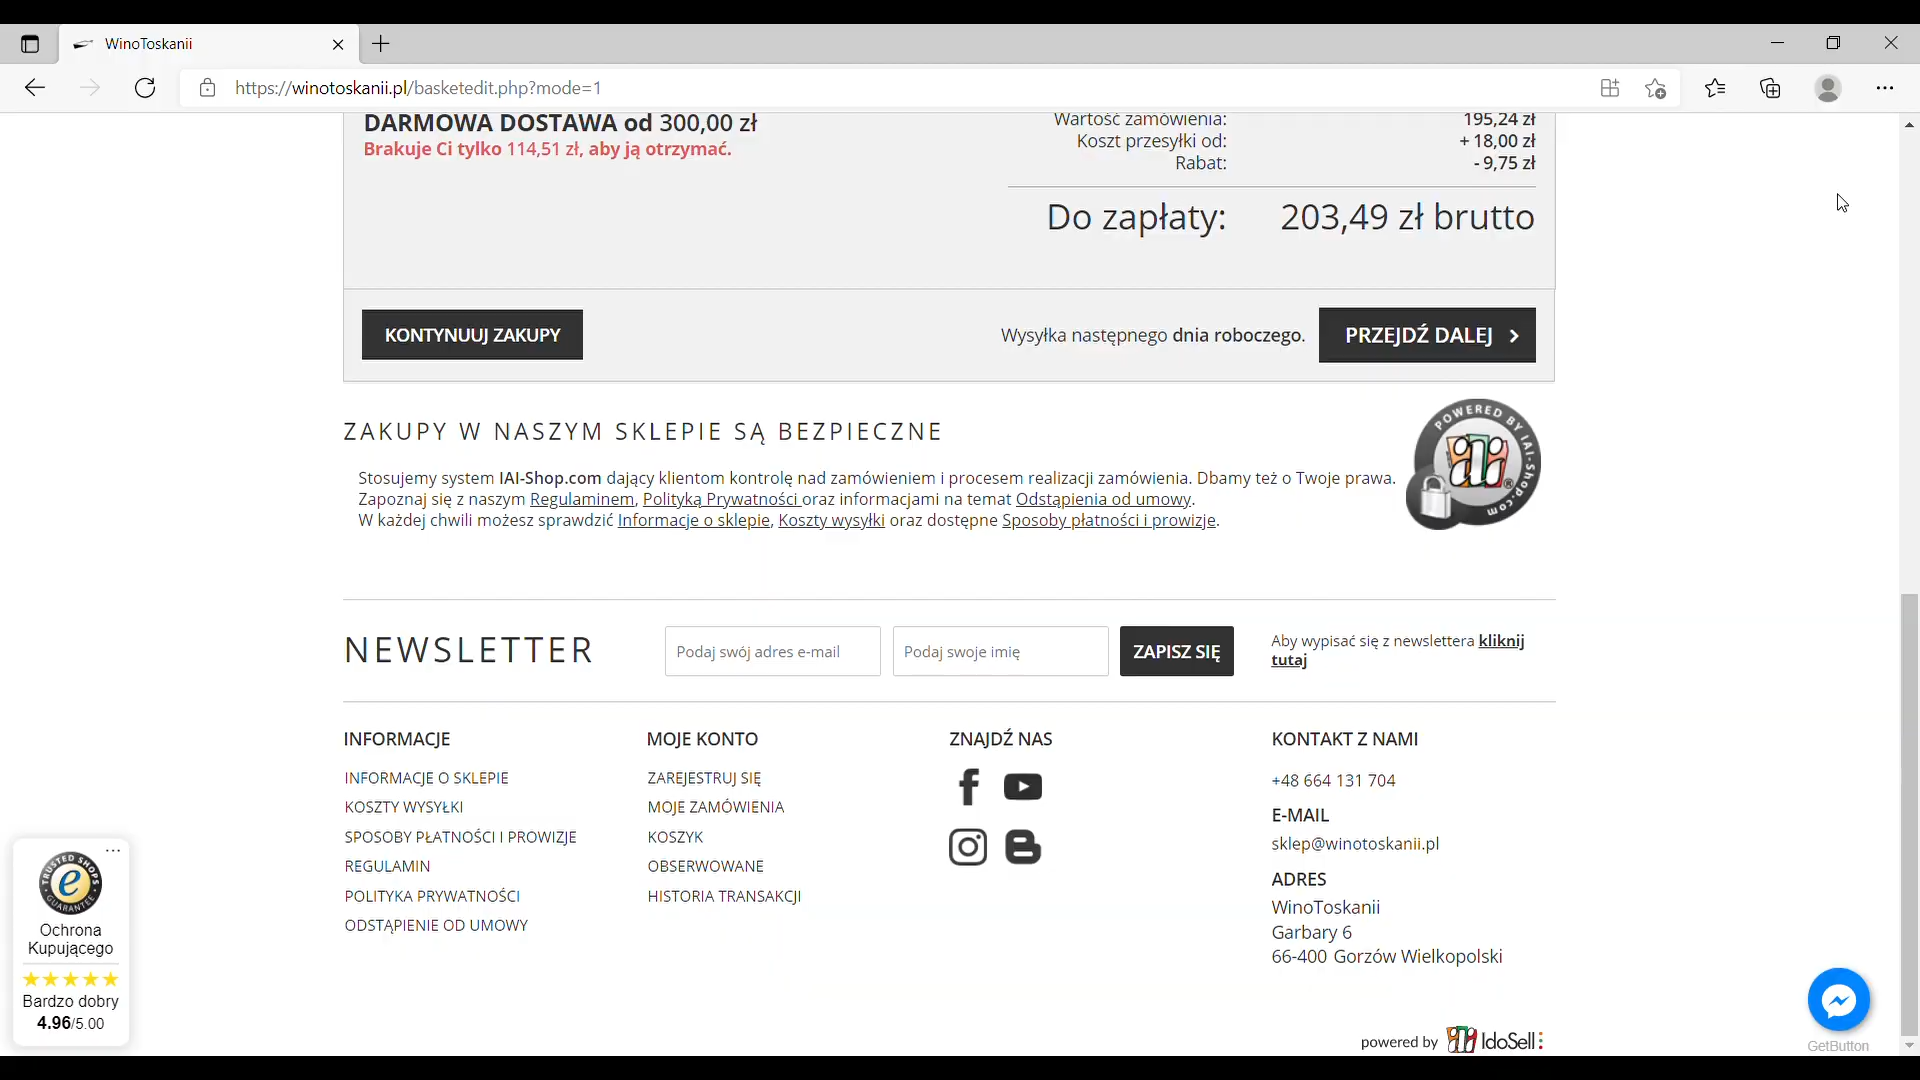 WinoToskanii
https://winotoskanii.pl/basketedit.php?mode=1
DARMOWA DOSTAWA od 300,00 zł
Brakuje Ci tylko 114,51 zł, aby ją otrzymać.
Wartość zamówienia: 195,24 zł
Koszt przesyłki od: + 18,00 zł
Rabat: - 9,75 zł
Do zapłaty: 203,49 zł brutto
KONTYNUUJ ZAKUPY
Wysyłka następnego dnia roboczego.
PRZEJDŹ DALEJ
ZAKUPY W NASZYM SKLEPIE SĄ BEZPIECZNE
Stosujemy system IAI-Shop.com dający klientom kontrolę nad zamówieniem i procesem realizacji zamówienia. Dbamy też o Twoje prawa.
Zapoznaj się z naszym Regulaminem, Polityką Prywatności oraz informacjami na temat Odstąpienia od umowy.
W każdej chwili możesz sprawdzić Informacje o sklepie, Koszty wysyłki oraz dostępne Sposoby płatności i prowizje.
POWERED BY IAI-SHOP.com
iai
NEWSLETTER
Podaj swój adres e-mail
Podaj swoje imię
ZAPISZ SIĘ
Aby wypisać się z newslettera kliknij
tutaj
INFORMACJE
INFORMACJE O SKLEPIE
KOSZTY WYSYŁKI
SPOSOBY PŁATNOŚCI I PROWIZJE
REGULAMIN
POLITYKA PRYWATNOŚCI
ODSTĄPIENIE OD UMOWY
MOJE KONTO
ZAREJESTRUJ SIĘ
MOJE ZAMÓWIENIA
KOSZYK
OBSERWOWANE
HISTORIA TRANSAKCJI
ZNAJDŹ NAS
KONTAKT Z NAMI
+48 664 131 704
E-MAIL
sklep@winotoskanii.pl
ADRES
WinoToskanii
Garbary 6
66-400 Gorzów Wielkopolski
TRUSTED SHOPS
GUARANTEE
Ochrona
Kupującego
Bardzo dobry
4.96/5.00
powered by IdoSell
GetButton